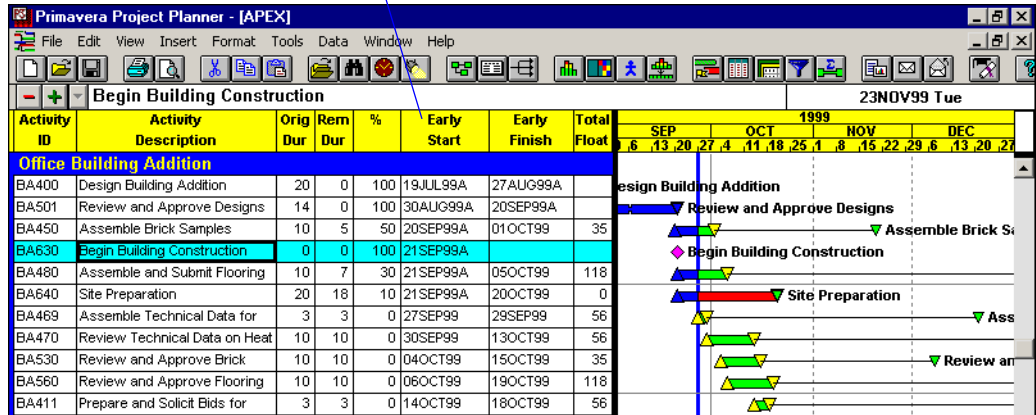 Primavera Project Planner - [APEX]
File Edit View Insert Format Tools Data Window Help
Begin Building Construction 23NOV99 Tue
Activity ID Activity Description Orig Dur Rem Dur % Early Start Early Finish Total Float
1999
SEP OCT NOV DEC
6 13 20 27 4 11 18 25 1 8 15 22 29 6 13 20 27
Office Building Addition
BA400 Design Building Addition 20 0 100 19JUL99A 27AUG99A esign Building Addition
BA501 Review and Approve Designs 14 0 100 30AUG99A 20SEP99A Review and Approve Designs
BA450 Assemble Brick Samples 10 5 50 20SEP99A 01OCT99 35 Assemble Brick Sa
BA630 Begin Building Construction 0 0 100 21SEP99A Begin Building Construction
BA480 Assemble and Submit Flooring 10 7 30 21SEP99A 05OCT99 118
BA640 Site Preparation 20 18 10 21SEP99A 20OCT99 0 Site Preparation
BA469 Assemble Technical Data for 3 3 0 27SEP99 29SEP99 56 Ass
BA470 Review Technical Data on Heat 10 10 0 30SEP99 13OCT99 56
BA530 Review and Approve Brick 10 10 0 04OCT99 15OCT99 35 Review an
BA560 Review and Approve Flooring 10 10 0 06OCT99 19OCT99 118
BA411 Prepare and Solicit Bids for 3 3 0 14OCT99 18OCT99 56